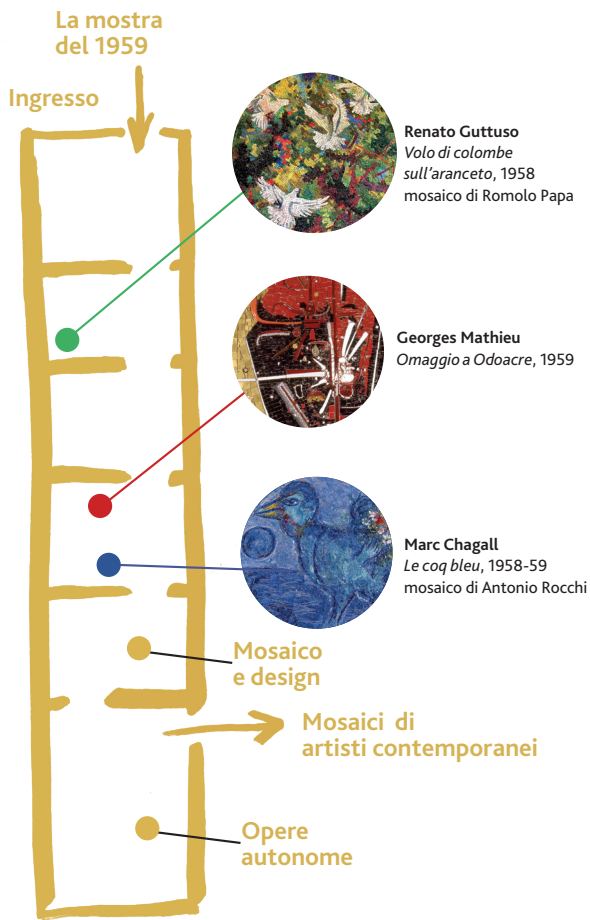 La mostra
del 1959
Ingresso
Renato Guttuso
Volo di colombe
sull'aranceto, 1958
mosaico di Romolo Papa
Georges Mathieu
Omaggio a Odoacre, 1959
Marc Chagall
Le coq bleu, 1958-59
mosaico di Antonio Rocchi
Mosaico
e design
Mosaici di
artisti contemporanei
Opere
autonome